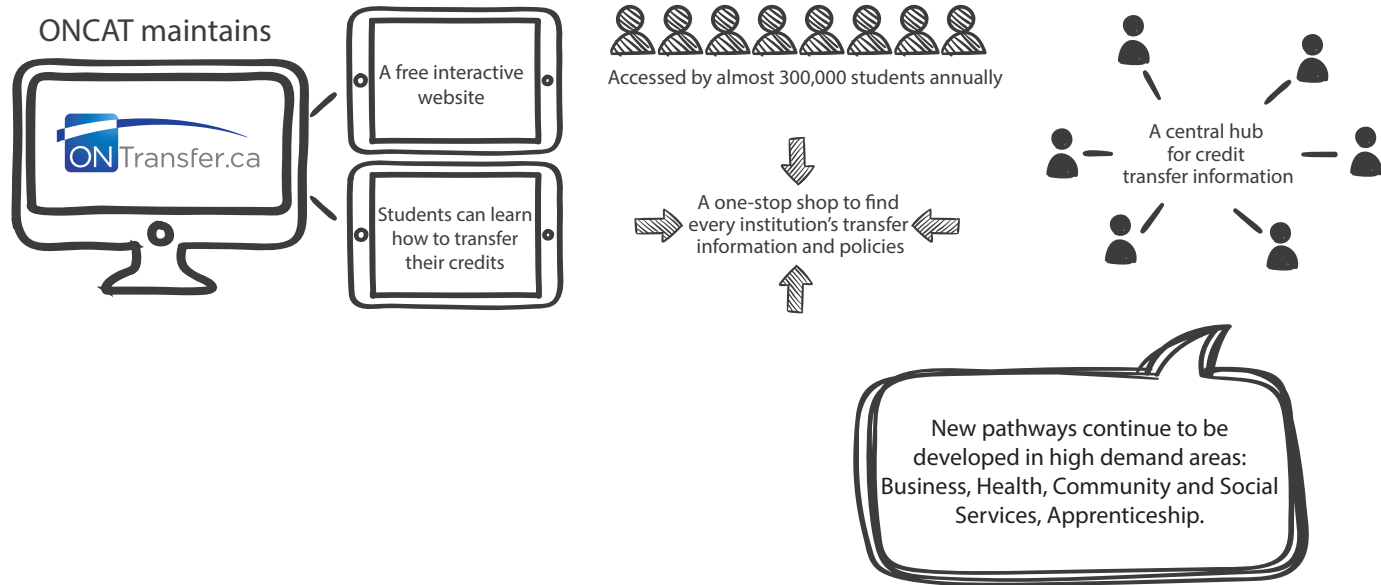 ONCAT maintains
ONTransfer.ca
A free interactive
website
Students can learn
how to transfer
their credits
Accessed by almost 300,000 students annually
A one-stop shop to find
every institution's transfer
information and policies
A central hub
for credit
transfer information
New pathways continue to be
developed in high demand areas:
Business, Health, Community and Social
Services, Apprenticeship.